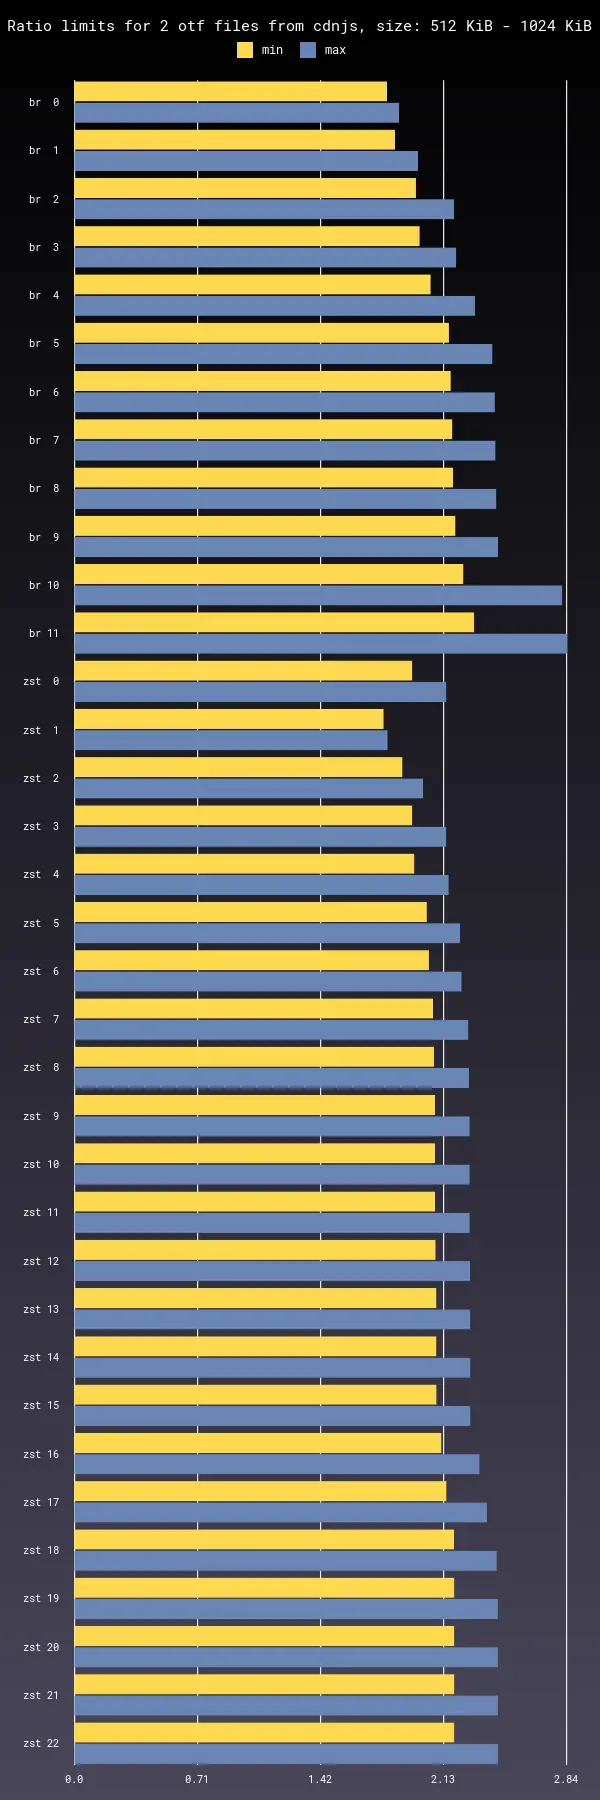 Ratio limits for 2 otf files from cdnjs, size: 512 KiB - 1024 KiB
min max
br 0
br 1
br 2
br 3
br 4
br 5
br 6
br 7
br 8
br 9
br 10
br 11
zst 0
zst 1
zst 2
zst 3
zst 4
zst 5
zst 6
zst 7
zst 8
zst 9
zst 10
zst 11
zst 12
zst 13
zst 14
zst 15
zst 16
zst 17
zst 18
zst 19
zst 20
zst 21
zst 22
0.0 0.71 1.42 2.13 2.84